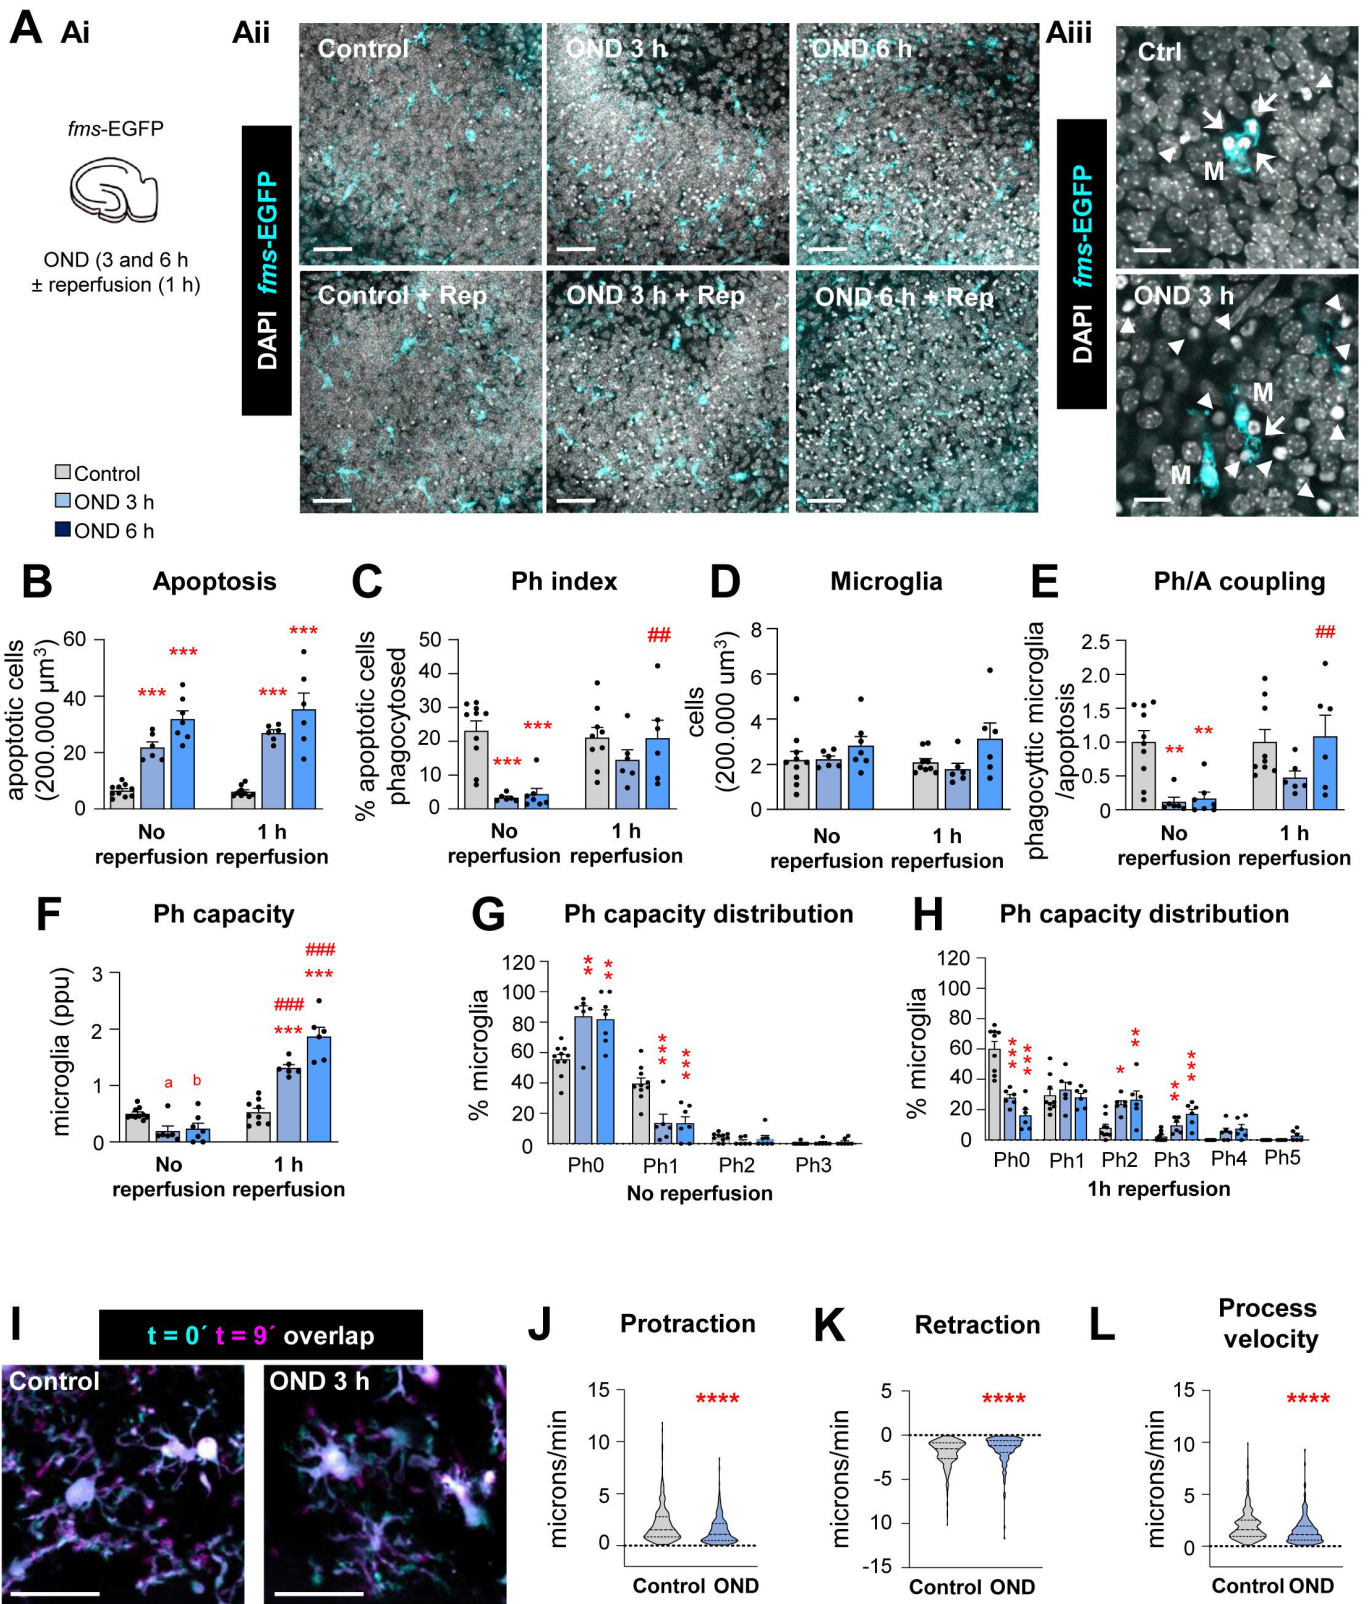 A Ai
fms-EGFP
OND (3 and 6 h
± reperfusion (1 h)
Control
OND 3 h
OND 6 h
Aii
DAPI fms-EGFP
Control
OND 3 h
OND 6 h
Control + Rep
OND 3 h + Rep
OND 6 h + Rep
Aiii
DAPI fms-EGFP
Ctrl
M
OND 3 h
M
M
B Apoptosis
apoptotic cells
(200.000 µm³)
60
40
20
0
***
***
***
***
No
reperfusion
1 h
reperfusion
C Ph index
% apoptotic cells
phagocytosed
50
40
30
20
10
0
***
***
##
No
reperfusion
1 h
reperfusion
D Microglia
cells
(200.000 um³)
8
6
4
2
0
No
reperfusion
1 h
reperfusion
E Ph/A coupling
phagocyttic microglia
/apoptosis
2.5
2.0
1.5
1.0
0.5
0
**
**
##
No
reperfusion
1 h
reperfusion
F Ph capacity
microglia (ppu)
3
2
1
0
a
b
###
***
###
***
No
reperfusion
1 h
reperfusion
G Ph capacity distribution
% microglia
120
100
80
60
40
20
0
**
**
***
***
Ph0 Ph1 Ph2 Ph3
No reperfusion
H Ph capacity distribution
% microglia
120
100
80
60
40
20
0
***
***
*
**
**
***
Ph0 Ph1 Ph2 Ph3 Ph4 Ph5
1h reperfusion
I
t = 0´ t = 9´ overlap
Control
OND 3 h
J Protraction
microns/min
15
10
5
0
****
Control OND
K Retraction
microns/min
5
0
-5
10
-15
****
Control OND
L Process
velocity
microns/min
15
10
5
0
****
Control OND